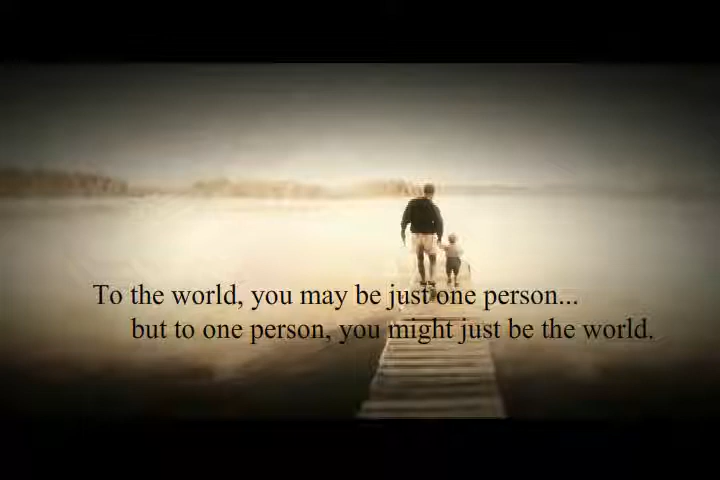 To the world, you may be just one person...
but to one person, you might just be the world.